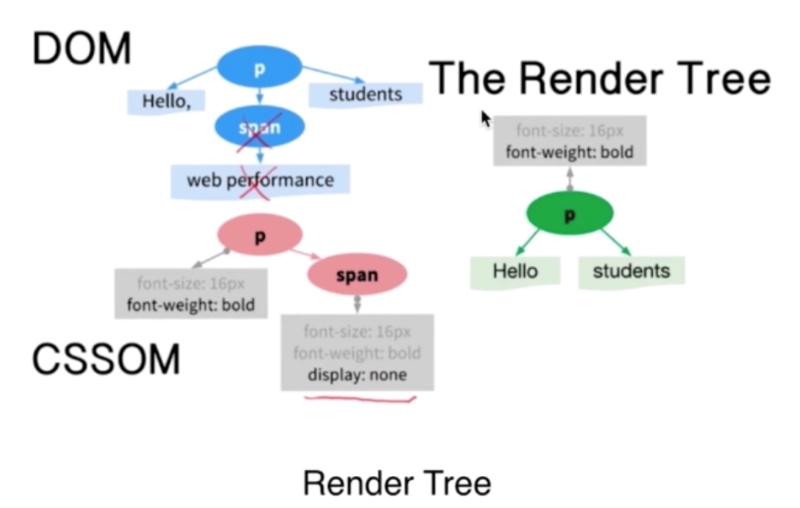 DOM
p
Hello,
students
span
web performance
The Render Tree
font-size: 16px
font-weight: bold
p
Hello
students
p
font-size: 16px
font-weight: bold
span
font-size: 16px
font-weight: bold
display: none
CSSOM
Render Tree